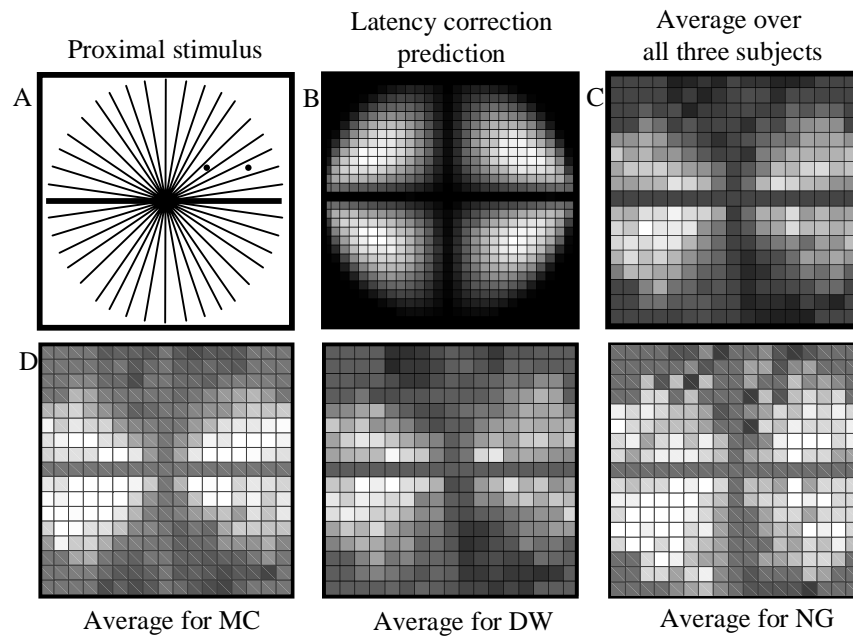 Proximal stimulus
Latency correction
prediction
Average over
all three subjects
A
B
C
D
Average for MC
Average for DW
Average for NG